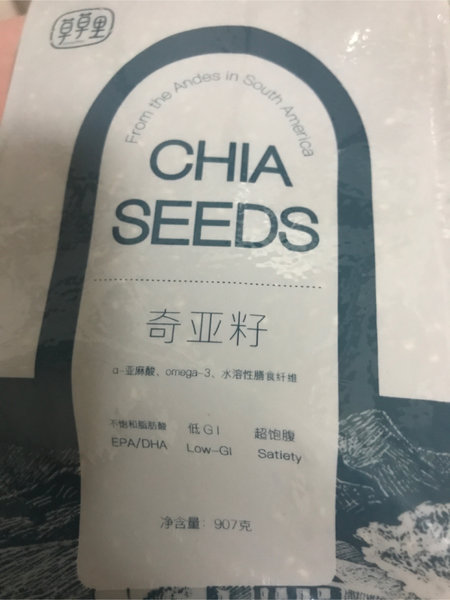 草草里
From the Andes in South America
CHIA
SEEDS
奇亚籽
α-亚麻酸、omega-3、水溶性膳食纤维
不饱和脂肪酸 低GI 超饱腹
EPA/DHA Low-GI Satiety
净含量: 907克